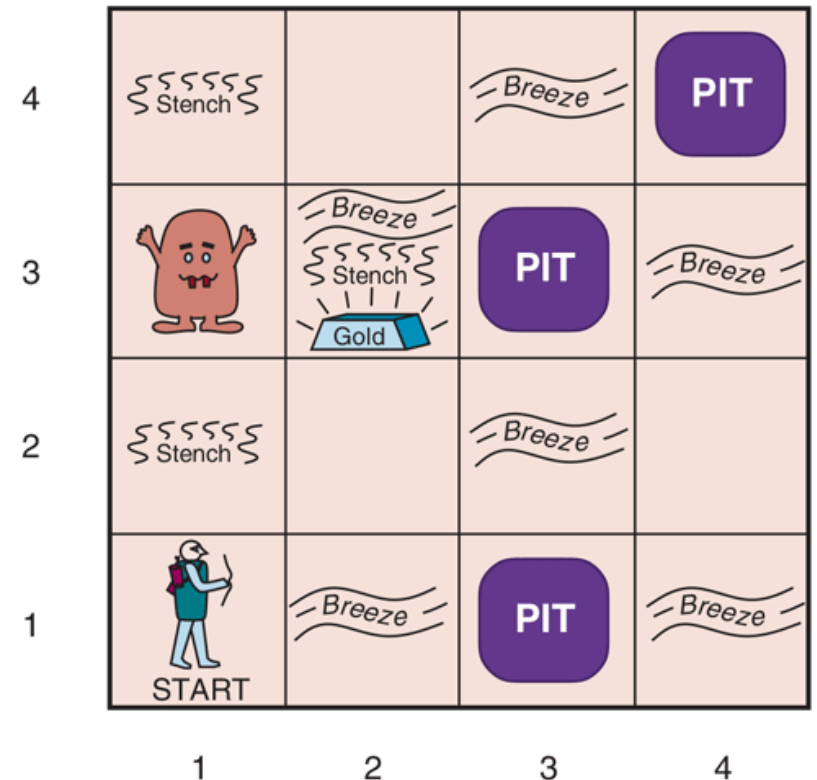 4
Stench
Breeze
PIT
3
Breeze
Stench
Gold
PIT
Breeze
2
Stench
Breeze
1
START
Breeze
PIT
Breeze
1 2 3 4